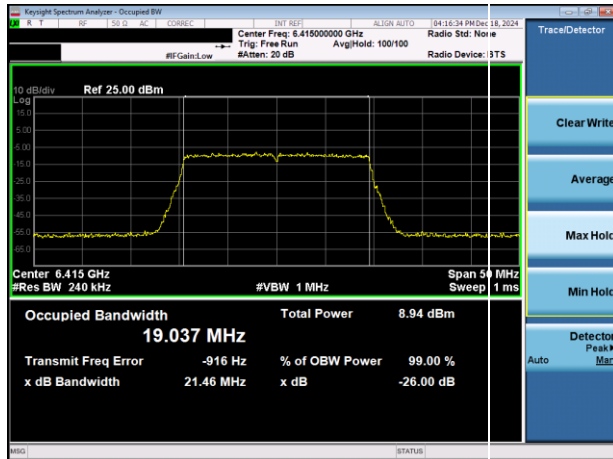 Keysight Spectrum Analyzer - Occupied BW
R T RF 50 Ω AC CORREC INT REF ALIGN AUTO 04:16:34 PM Dec 18, 2024
Center Freq: 6.415000000 GHz Radio Std: None
Trig: Free Run Avg|Hold: 100/100
#IFGain:Low #Atten: 20 dB Radio Device: BTS
Trace/Detector
10 dB/div Ref 25.00 dBm
Log
15.0
5.00
-5.00
-15.0
-25.0
-35.0
-45.0
-55.0
-65.0
Center 6.415 GHz Span 50 MHz
#Res BW 240 kHz #VBW 1 MHz Sweep 1 ms
Occupied Bandwidth Total Power 8.94 dBm
19.037 MHz
Transmit Freq Error -916 Hz % of OBW Power 99.00 %
x dB Bandwidth 21.46 MHz x dB -26.00 dB
Clear Write
Average
Max Hold
Min Hold
Detector
Peak
Auto Man
MSG STATUS